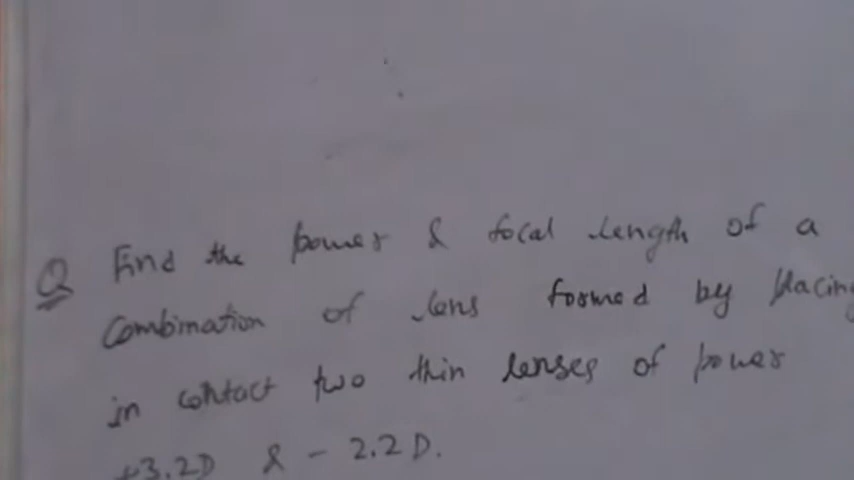 Q Find the power & focal length of a
Combination of lens formed by placing
in contact two thin lenses of power
+3.2D & - 2.2D.